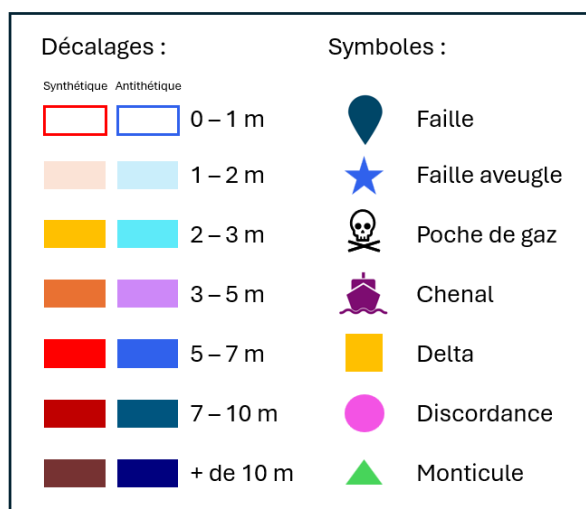 Décalages :
Symboles :
Synthétique Antithétique
0 – 1 m
Faille
1 – 2 m
Faille aveugle
2 – 3 m
Poche de gaz
3 – 5 m
Chenal
5 – 7 m
Delta
7 – 10 m
Discordance
+ de 10 m
Monticule